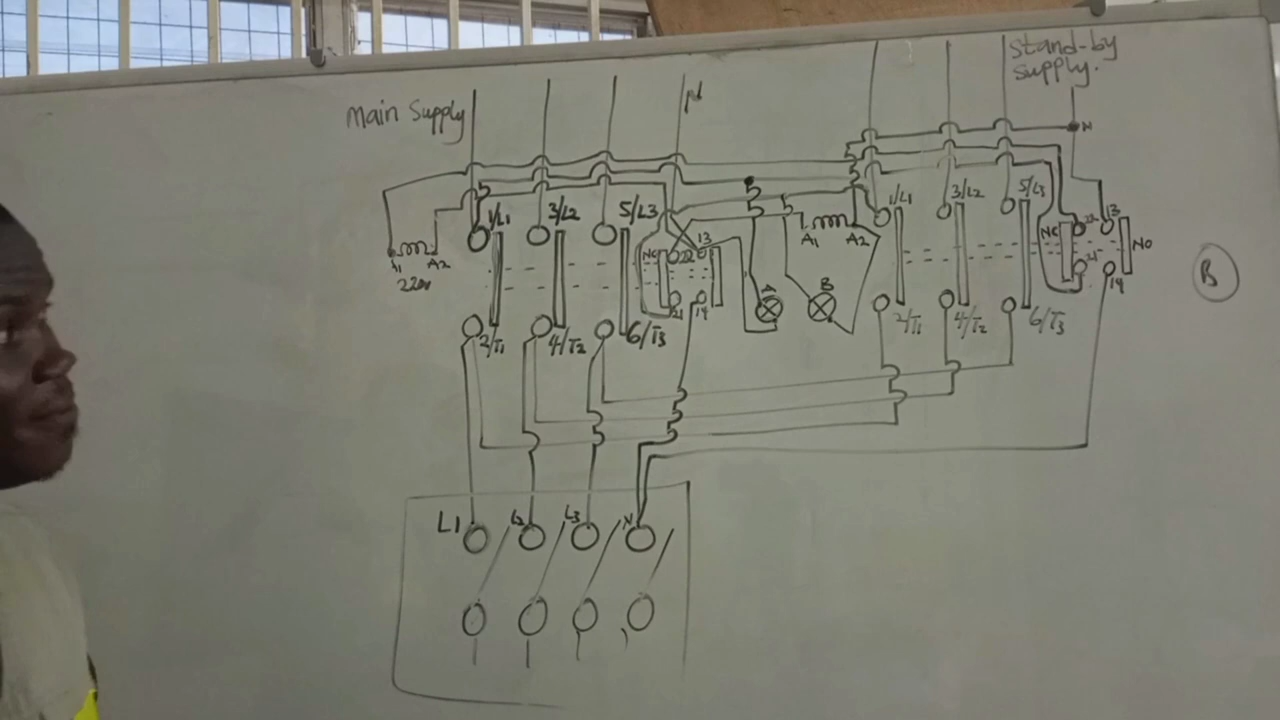 Stand-by
Supply.
Main Supply
N
N
1/L1
3/L2
5/L3
1/L1
3/L2
5/L3
13
NC
22
13
A1
A2
NC
22
NO
A1
A2
220v
21
14
A
B
21
14
B
2/T1
4/T2
6/T3
2/T1
4/T2
6/T3
L1
L2
L3
N